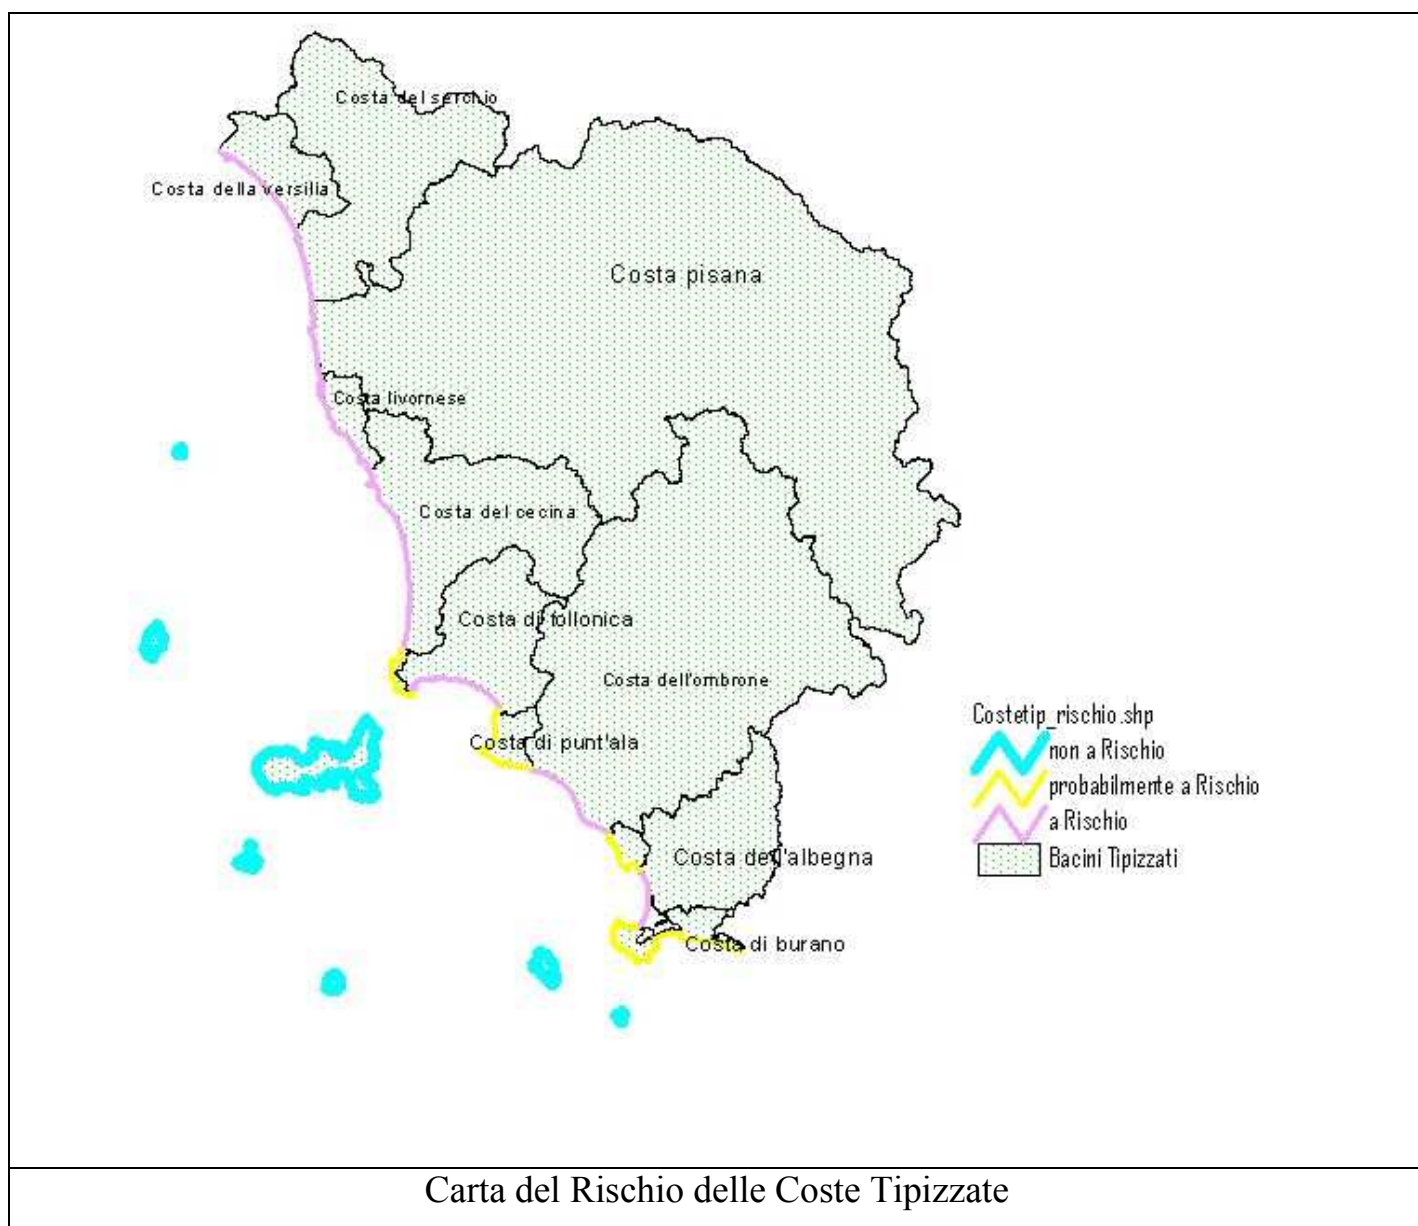 Costa del serchio
Costa della versilia
Costa pisana
Costa livornese
Costa del cecina
Costa di follonica
Costa dell'ombrone
Costa di punt'ala
Costa dell'albegna
Costa di burano
Costetip_rischio.shp
non a Rischio
probabilmente a Rischio
a Rischio
Bacini Tipizzati
Carta del Rischio delle Coste Tipizzate